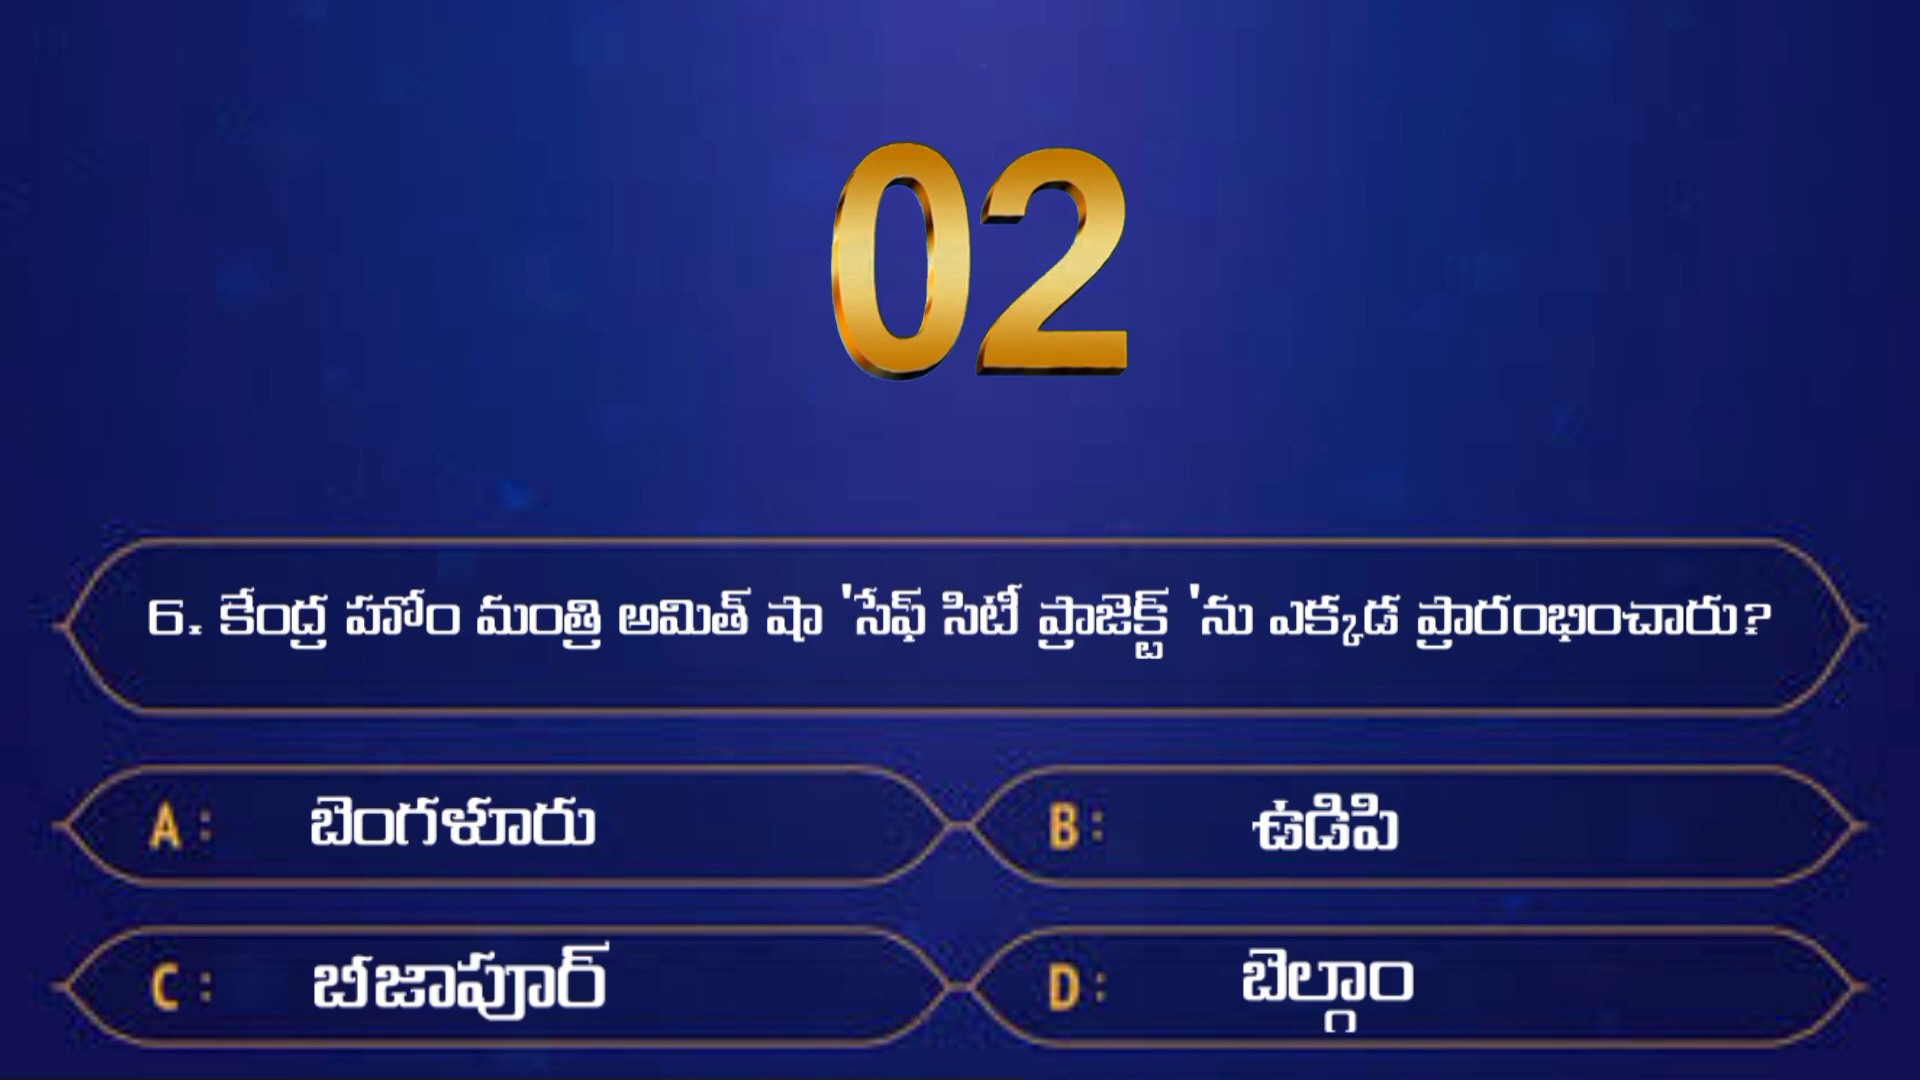 02
6. కేంద్ర హోం మంత్రి అమిత్ షా 'సేఫ్ సిటీ ప్రాజెక్ట్ 'ను ఎక్కడ ప్రారంభించారు?
A : బెంగళూరు
B : ఉడిపి
C : బీజాపూర్
D : బెల్గాం